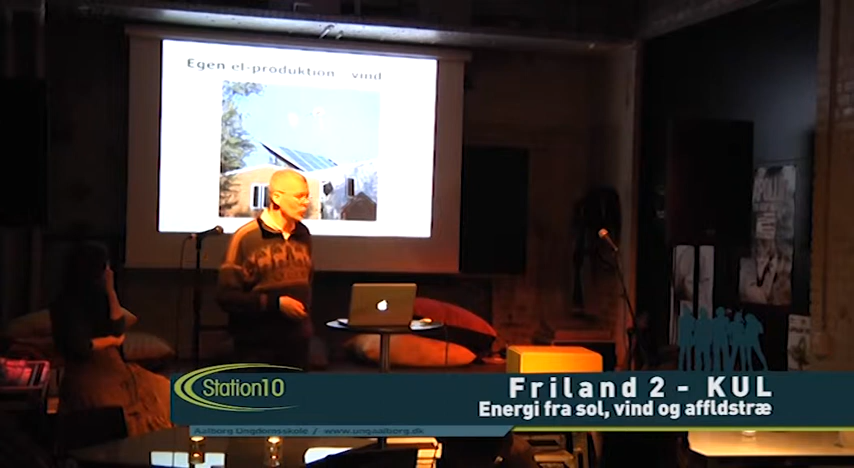 Egen el-produktion vind
Station10
Friland 2 - KUL
Energi fra sol, vind og affldstræ
Aalborg Ungdomsskole / www.ungaalborg.dk